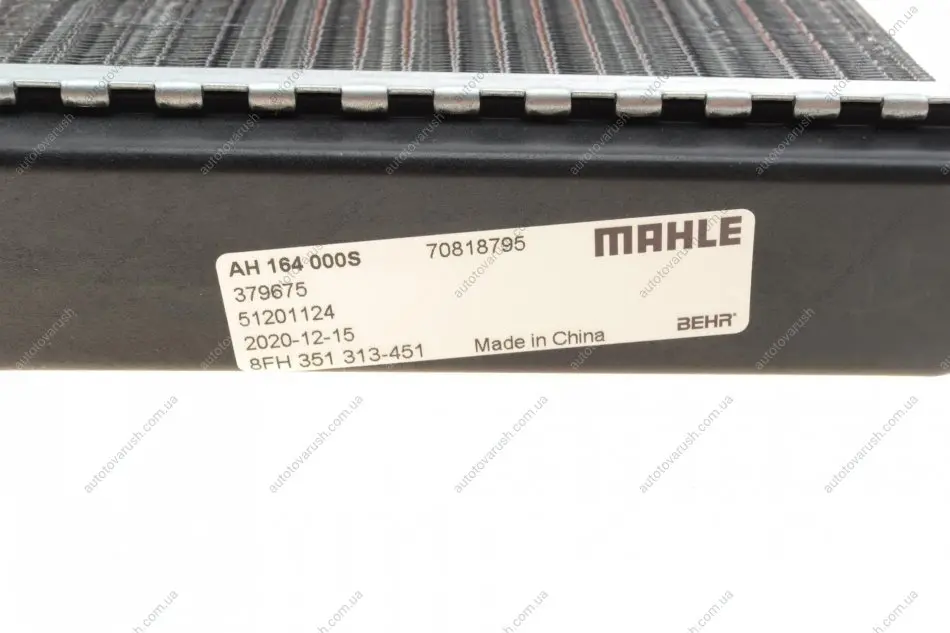 AH 164 000S
70818795
MAHLE
379675
51201124
2020-12-15
8FH 351 313-451
Made in China
BEHR®
autotovarush.com.ua